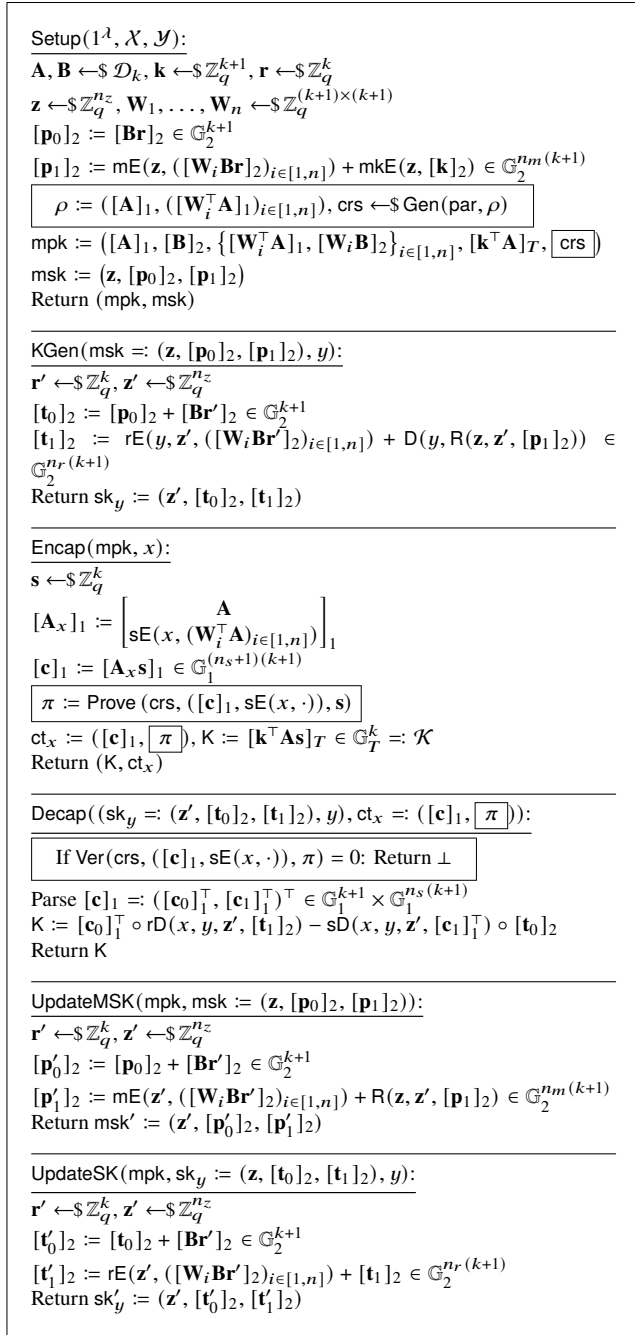 Setup(1^λ, 𝒳, 𝒴):
A, B ←$ 𝒟_k, k ←$ ℤ_q^{k+1}, r ←$ ℤ_q^k
z ←$ ℤ_q^{n_z}, W_1, . . . , W_n ←$ ℤ_q^{(k+1)×(k+1)}
[p_0]_2 := [Br]_2 ∈ 𝔾_2^{k+1}
[p_1]_2 := mE(z, ([W_iBr]_2)_{i∈[1,n]}) + mkE(z, [k]_2) ∈ 𝔾_2^{n_m(k+1)}
ρ := ([A]_1, ([W_i^⊤A]_1)_{i∈[1,n]}), crs ←$ Gen(par, ρ)
mpk := ([A]_1, [B]_2, {[W_i^⊤A]_1, [W_iB]_2}_{i∈[1,n]}, [k^⊤A]_T, crs)
msk := (z, [p_0]_2, [p_1]_2)
Return (mpk, msk)
KGen(msk =: (z, [p_0]_2, [p_1]_2), y):
r′ ←$ ℤ_q^k, z′ ←$ ℤ_q^{n_z}
[t_0]_2 := [p_0]_2 + [Br′]_2 ∈ 𝔾_2^{k+1}
[t_1]_2 := rE(y, z′, ([W_iBr′]_2)_{i∈[1,n]}) + D(y, R(z, z′, [p_1]_2)) ∈
𝔾_2^{n_r(k+1)}
Return sk_y := (z′, [t_0]_2, [t_1]_2)
Encap(mpk, x):
s ←$ ℤ_q^k
[A_x]_1 := [A; sE(x, (W_i^⊤A)_{i∈[1,n]})]_1
[c]_1 := [A_xs]_1 ∈ 𝔾_1^{(n_s+1)(k+1)}
π := Prove (crs, ([c]_1, sE(x, ·)), s)
ct_x := ([c]_1, π), K := [k^⊤As]_T ∈ 𝔾_T^k =: 𝒦
Return (K, ct_x)
Decap((sk_y =: (z′, [t_0]_2, [t_1]_2), y), ct_x =: ([c]_1, π)):
If Ver(crs, ([c]_1, sE(x, ·)), π) = 0: Return ⊥
Parse [c]_1 =: ([c_0]_1^⊤, [c_1]_1^⊤)^⊤ ∈ 𝔾_1^{k+1} × 𝔾_1^{n_s(k+1)}
K := [c_0]_1^⊤ ∘ rD(x, y, z′, [t_1]_2) − sD(x, y, z′, [c_1]_1^⊤) ∘ [t_0]_2
Return K
UpdateMSK(mpk, msk := (z, [p_0]_2, [p_1]_2)):
r′ ←$ ℤ_q^k, z′ ←$ ℤ_q^{n_z}
[p′_0]_2 := [p_0]_2 + [Br′]_2 ∈ 𝔾_2^{k+1}
[p′_1]_2 := mE(z′, ([W_iBr′]_2)_{i∈[1,n]}) + R(z, z′, [p_1]_2) ∈ 𝔾_2^{n_m(k+1)}
Return msk′ := (z′, [p′_0]_2, [p′_1]_2)
UpdateSK(mpk, sk_y := (z, [t_0]_2, [t_1]_2), y):
r′ ←$ ℤ_q^k, z′ ←$ ℤ_q^{n_z}
[t′_0]_2 := [t_0]_2 + [Br′]_2 ∈ 𝔾_2^{k+1}
[t′_1]_2 := rE(z′, ([W_iBr′]_2)_{i∈[1,n]}) + [t_1]_2 ∈ 𝔾_2^{n_r(k+1)}
Return sk′_y := (z′, [t′_0]_2, [t′_1]_2)